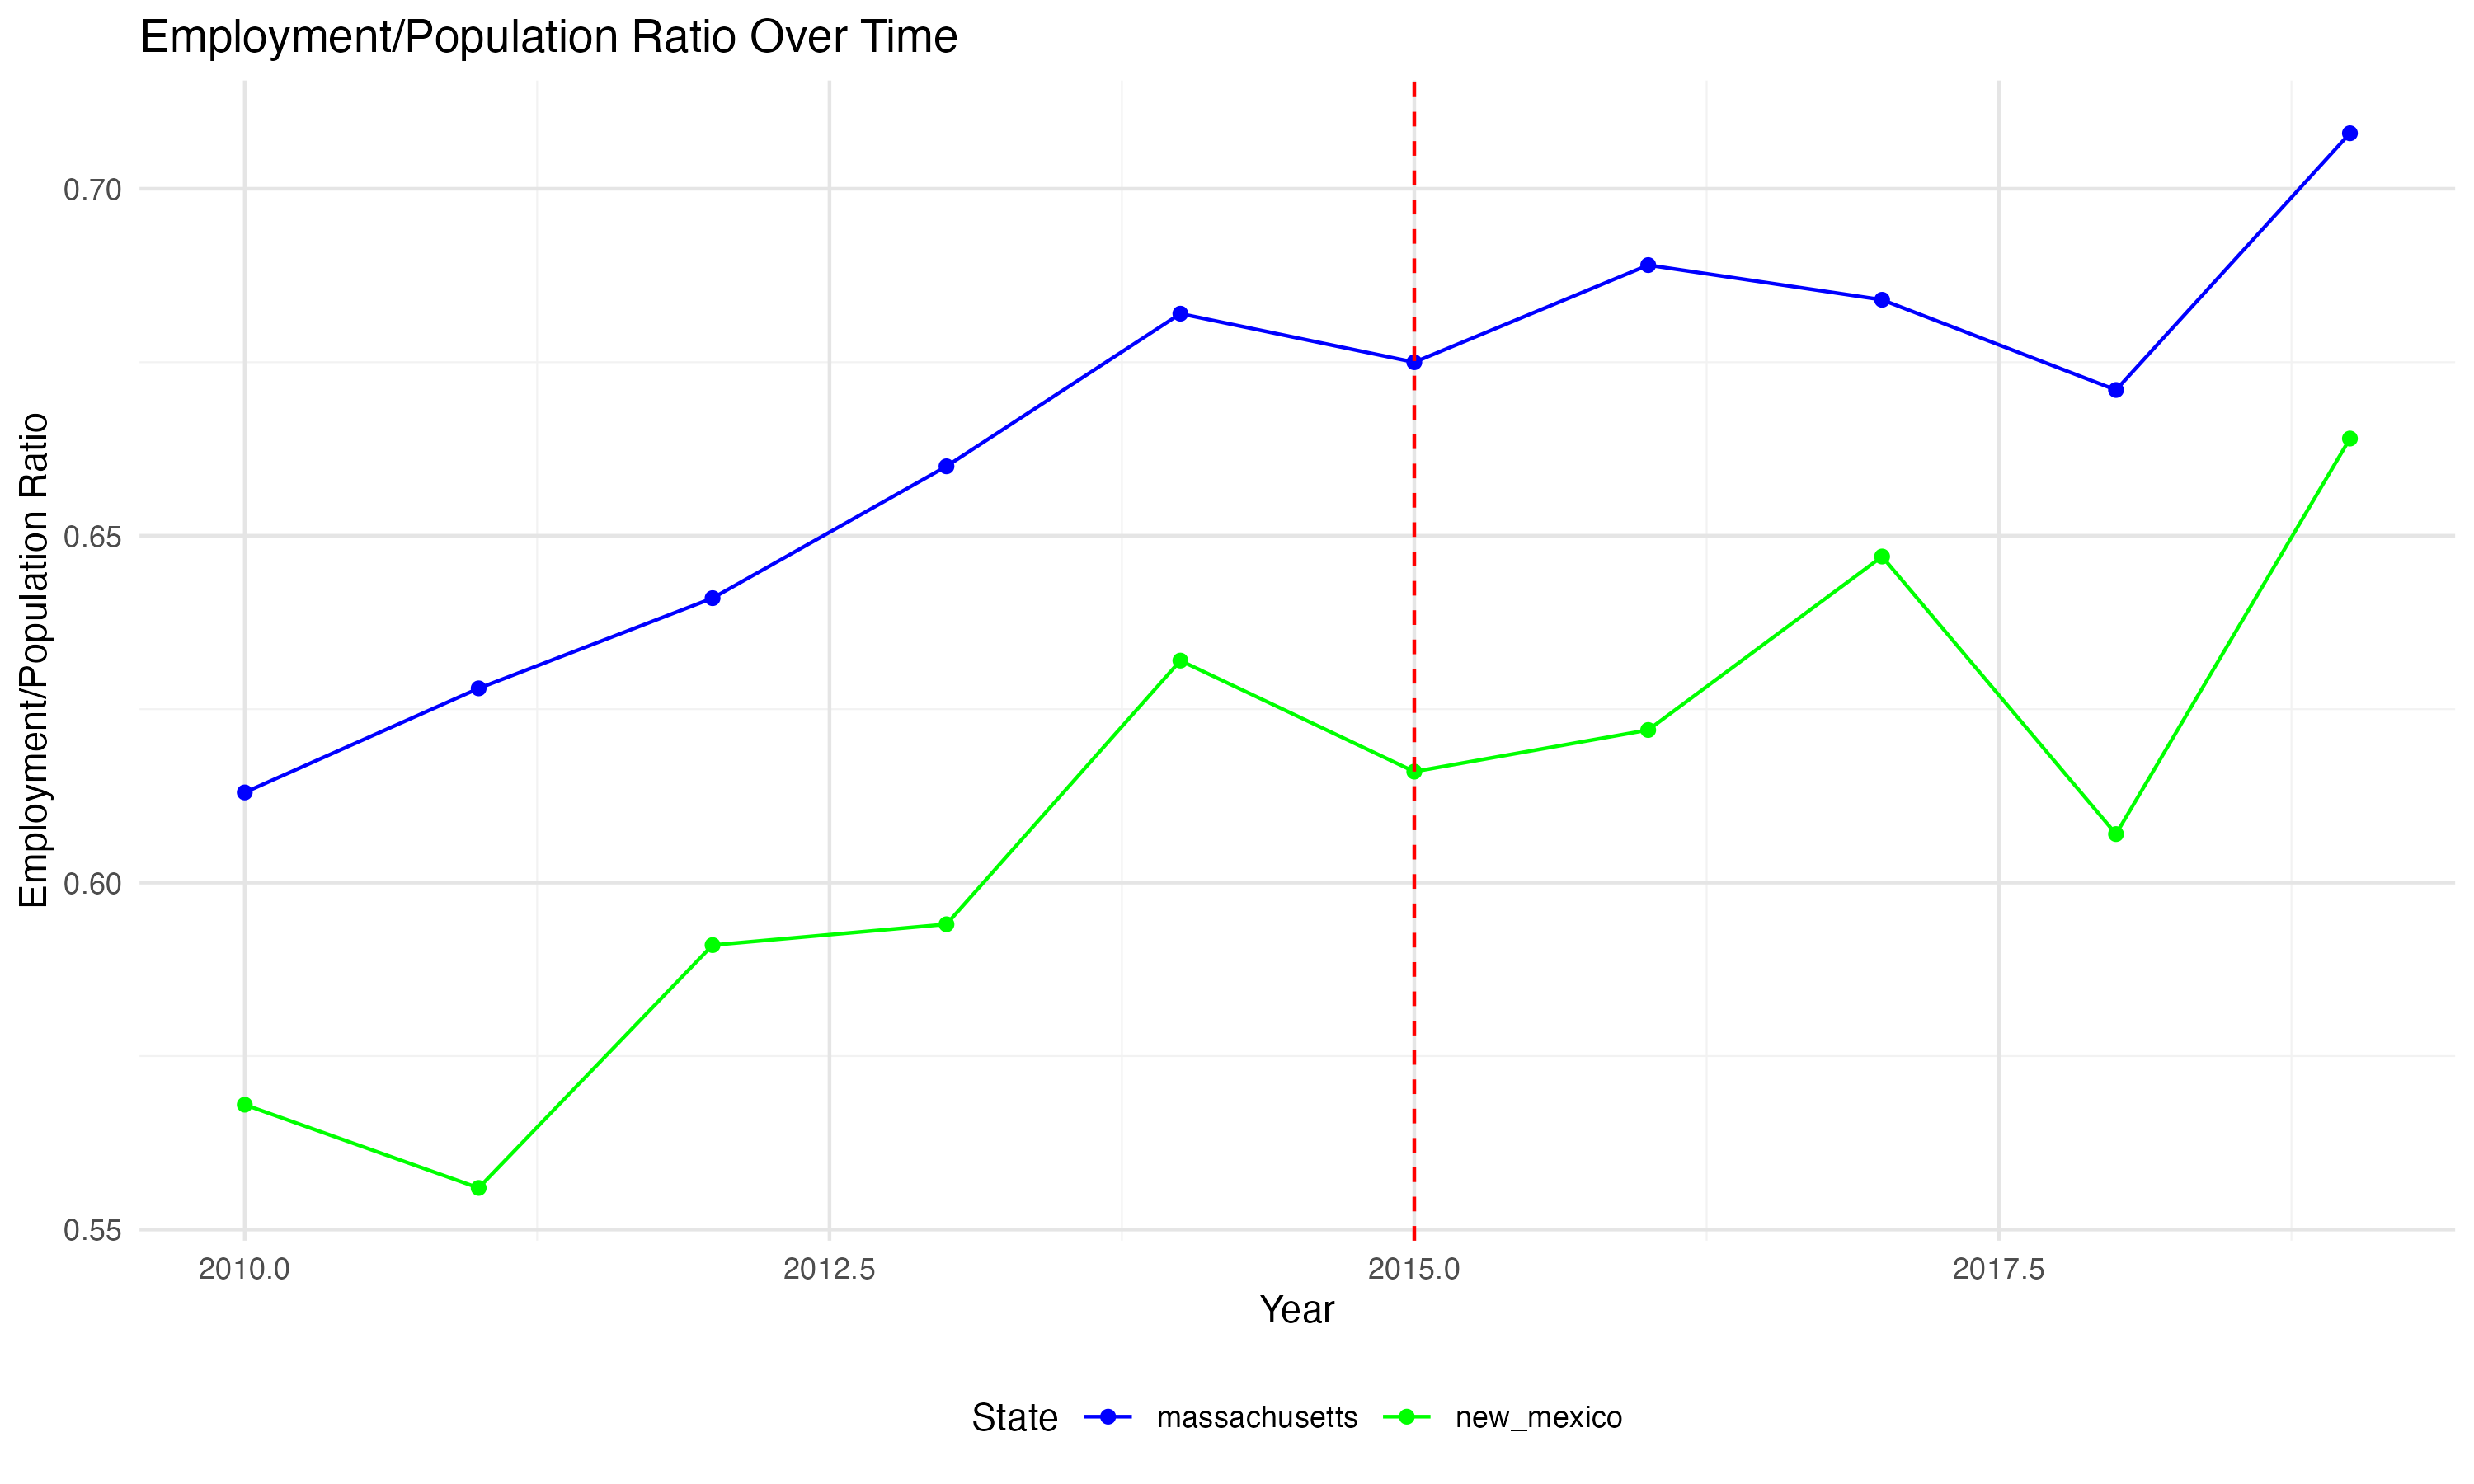 Employment/Population Ratio Over Time
Employment/Population Ratio
0.70
0.65
0.60
0.55
2010.0 2012.5 2015.0 2017.5
Year
State massachusetts new_mexico